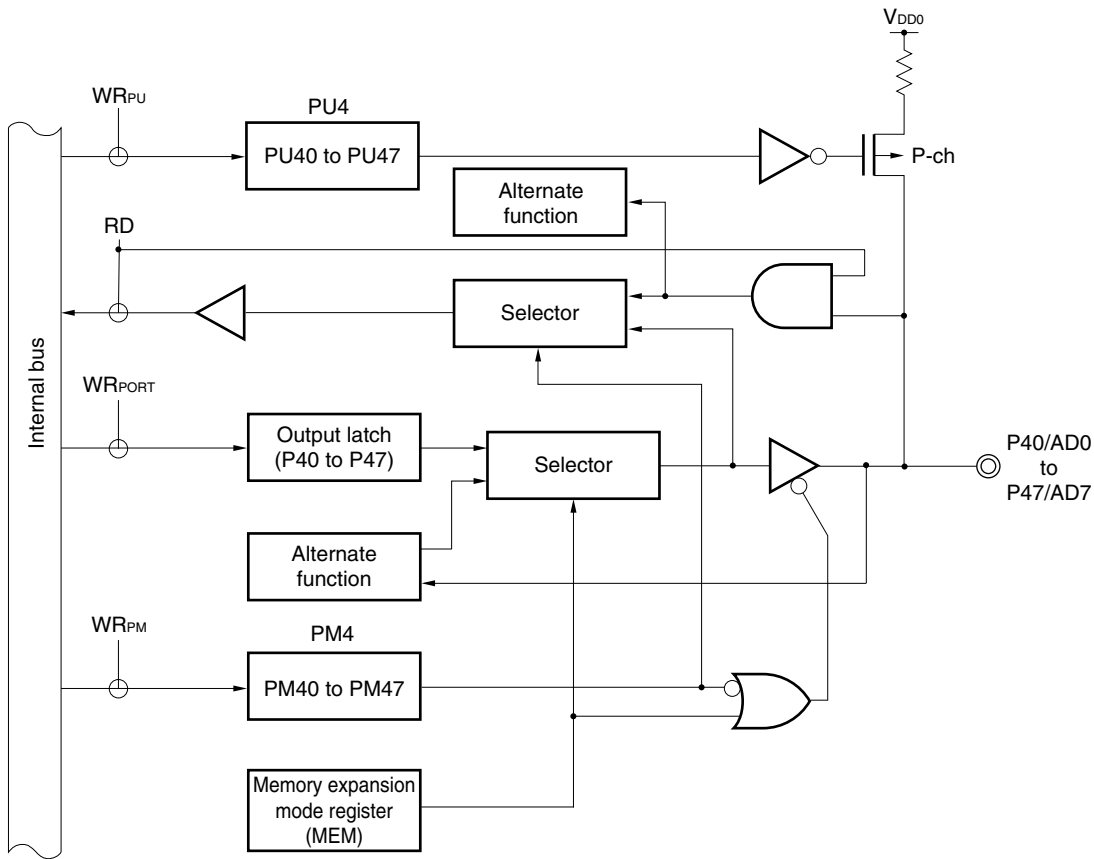 VDD0
WRPU
PU4
PU40 to PU47
P-ch
Alternate
function
RD
Selector
Internal bus
WRPORT
Output latch
(P40 to P47)
Selector
P40/AD0
to
P47/AD7
Alternate
function
WRPM
PM4
PM40 to PM47
Memory expansion
mode register
(MEM)